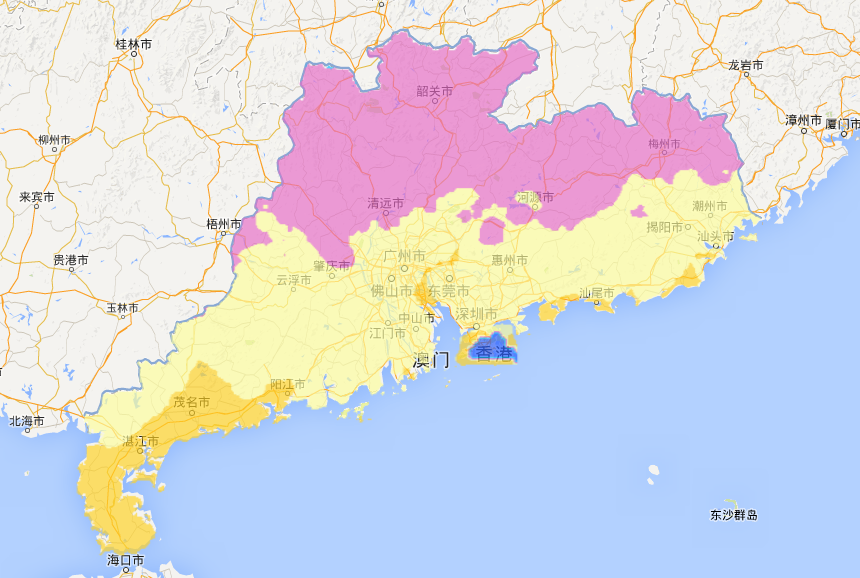 桂林市
韶关市
龙岩市
漳州市
厦门市
柳州市
梅州市
来宾市
清远市
河源市
潮州市
梧州市
揭阳市
汕头市
贵港市
广州市
惠州市
肇庆市
云浮市
佛山市
东莞市
汕尾市
玉林市
中山市
深圳市
江门市
香港
澳门
阳江市
茂名市
北海市
湛江市
东沙群岛
海口市